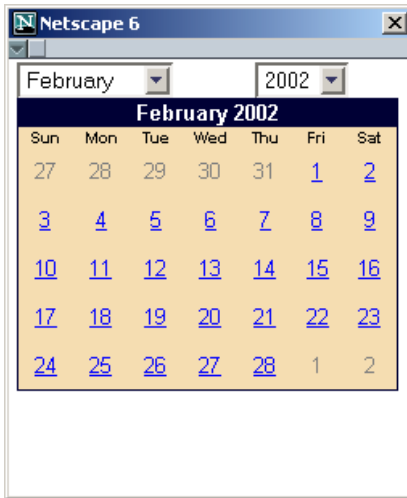 Netscape 6
February 2002
February 2002
Sun Mon Tue Wed Thu Fri Sat
27 28 29 30 31 1 2
3 4 5 6 7 8 9
10 11 12 13 14 15 16
17 18 19 20 21 22 23
24 25 26 27 28 1 2